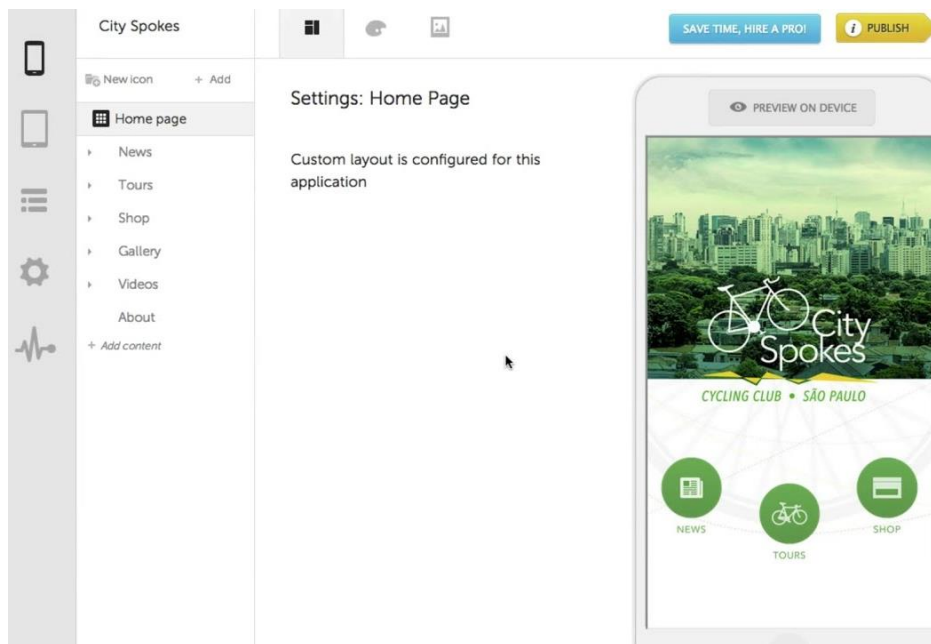 City Spokes
SAVE TIME, HIRE A PRO!
i PUBLISH
New icon + Add
Home page
News
Tours
Shop
Gallery
Videos
About
+ Add content
Settings: Home Page
Custom layout is configured for this
application
PREVIEW ON DEVICE
City
Spokes
CYCLING CLUB • SÃO PAULO
NEWS
TOURS
SHOP